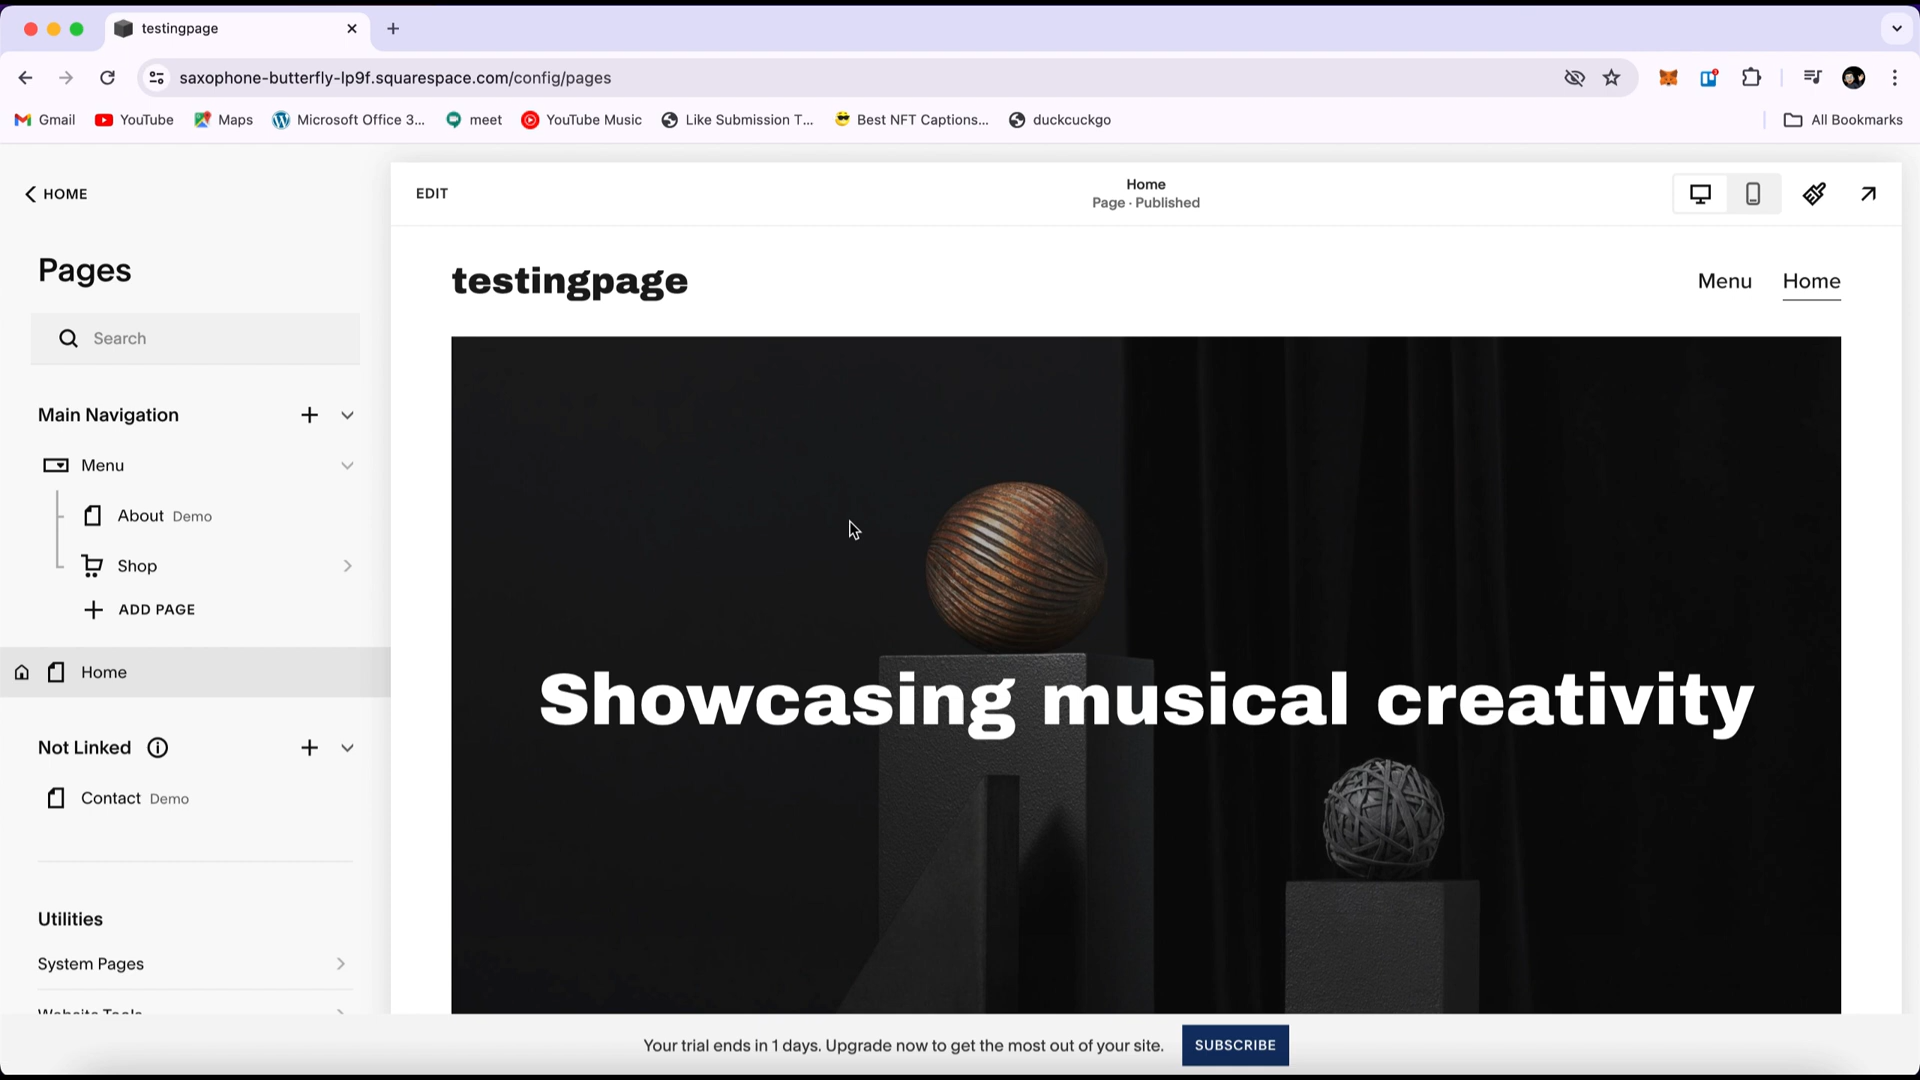 testingpage
saxophone-butterfly-lp9f.squarespace.com/config/pages
Gmail
YouTube
Maps
Microsoft Office 3...
meet
YouTube Music
Like Submission T...
Best NFT Captions...
duckcuckgo
All Bookmarks
HOME
EDIT
Home
Page · Published
Pages
testingpage
Menu
Home
Search
Main Navigation
Menu
About Demo
Shop
ADD PAGE
Home
Showcasing musical creativity
Not Linked
Contact Demo
Utilities
System Pages
Website Tools
Your trial ends in 1 days. Upgrade now to get the most out of your site.
SUBSCRIBE